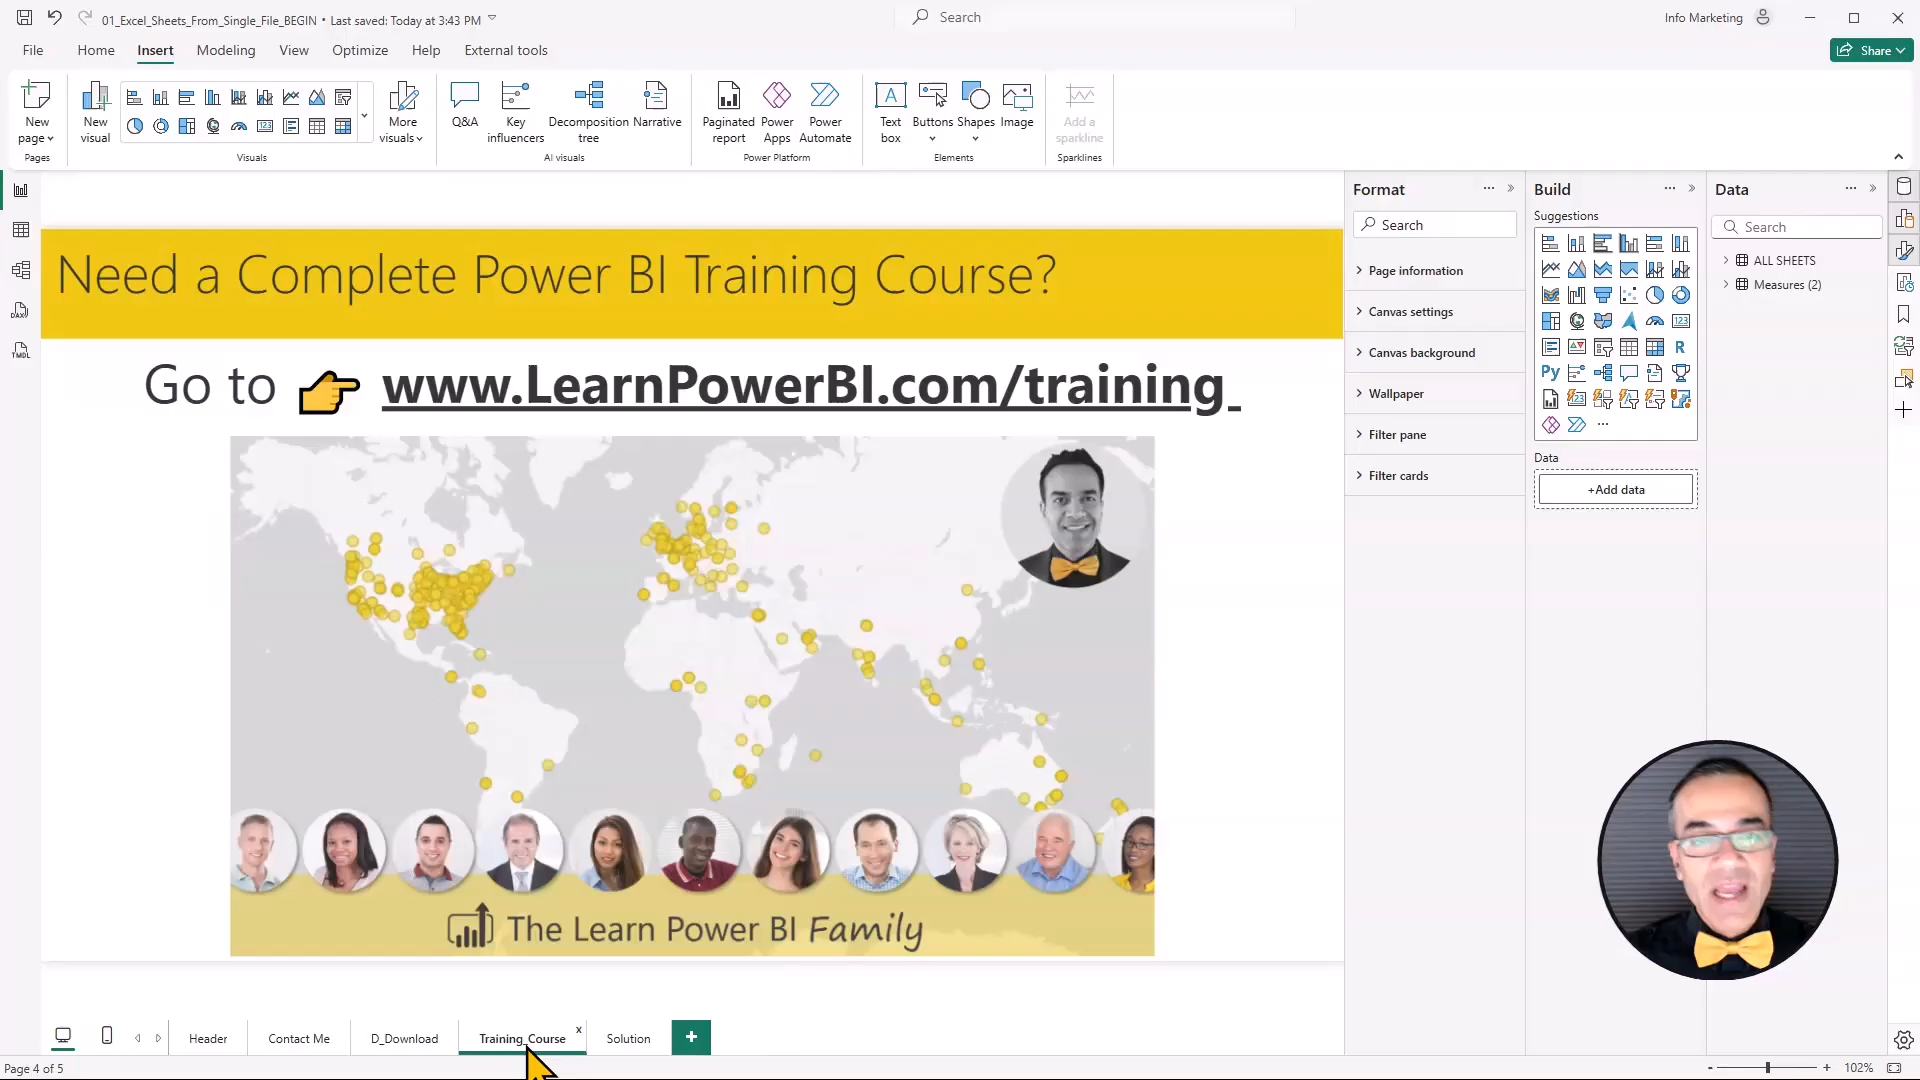 01_Excel_Sheets_From_Single_File_BEGIN • Last saved: Today at 3:43 PM
Search
Info Marketing
File Home Insert Modeling View Optimize Help External tools
Share
New page
New visual
More visuals
Q&A
Key influencers
Decomposition tree
Narrative
Paginated report
Power Apps
Power Automate
Text box
Buttons
Shapes
Image
Add a sparkline
Pages
Visuals
AI visuals
Power Platform
Elements
Sparklines
Format
Search
Page information
Canvas settings
Canvas background
Wallpaper
Filter pane
Filter cards
Build
Suggestions
123
R
Py
Data
+Add data
Data
Search
ALL SHEETS
Measures (2)
DAX
TMDL
Need a Complete Power BI Training Course?
Go to 👉 www.LearnPowerBI.com/training
The Learn Power BI Family
Header Contact Me D_Download Training_Course x Solution +
Page 4 of 5
- + 102%